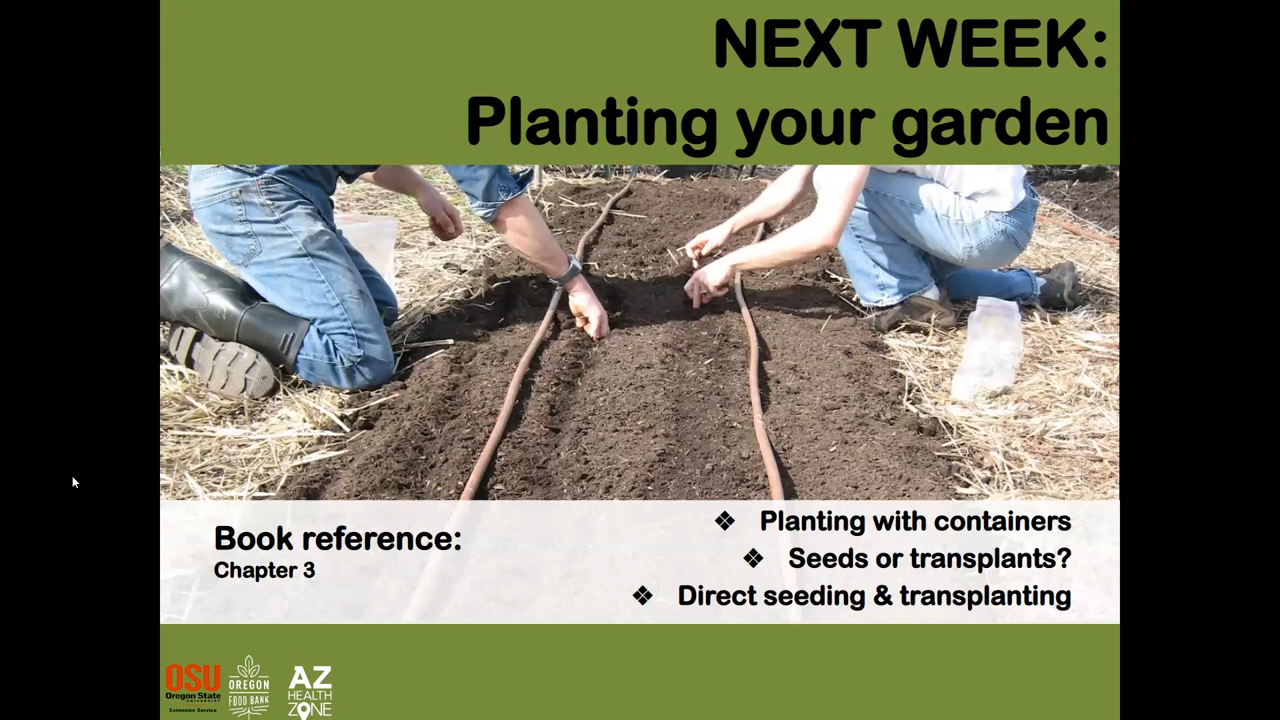 NEXT WEEK:
Planting your garden
Book reference:
Chapter 3
❖ Planting with containers
❖ Seeds or transplants?
❖ Direct seeding & transplanting
OSU
Oregon State
UNIVERSITY
Extension Service
OREGON
FOOD BANK
AZ
HEALTH
ZONE